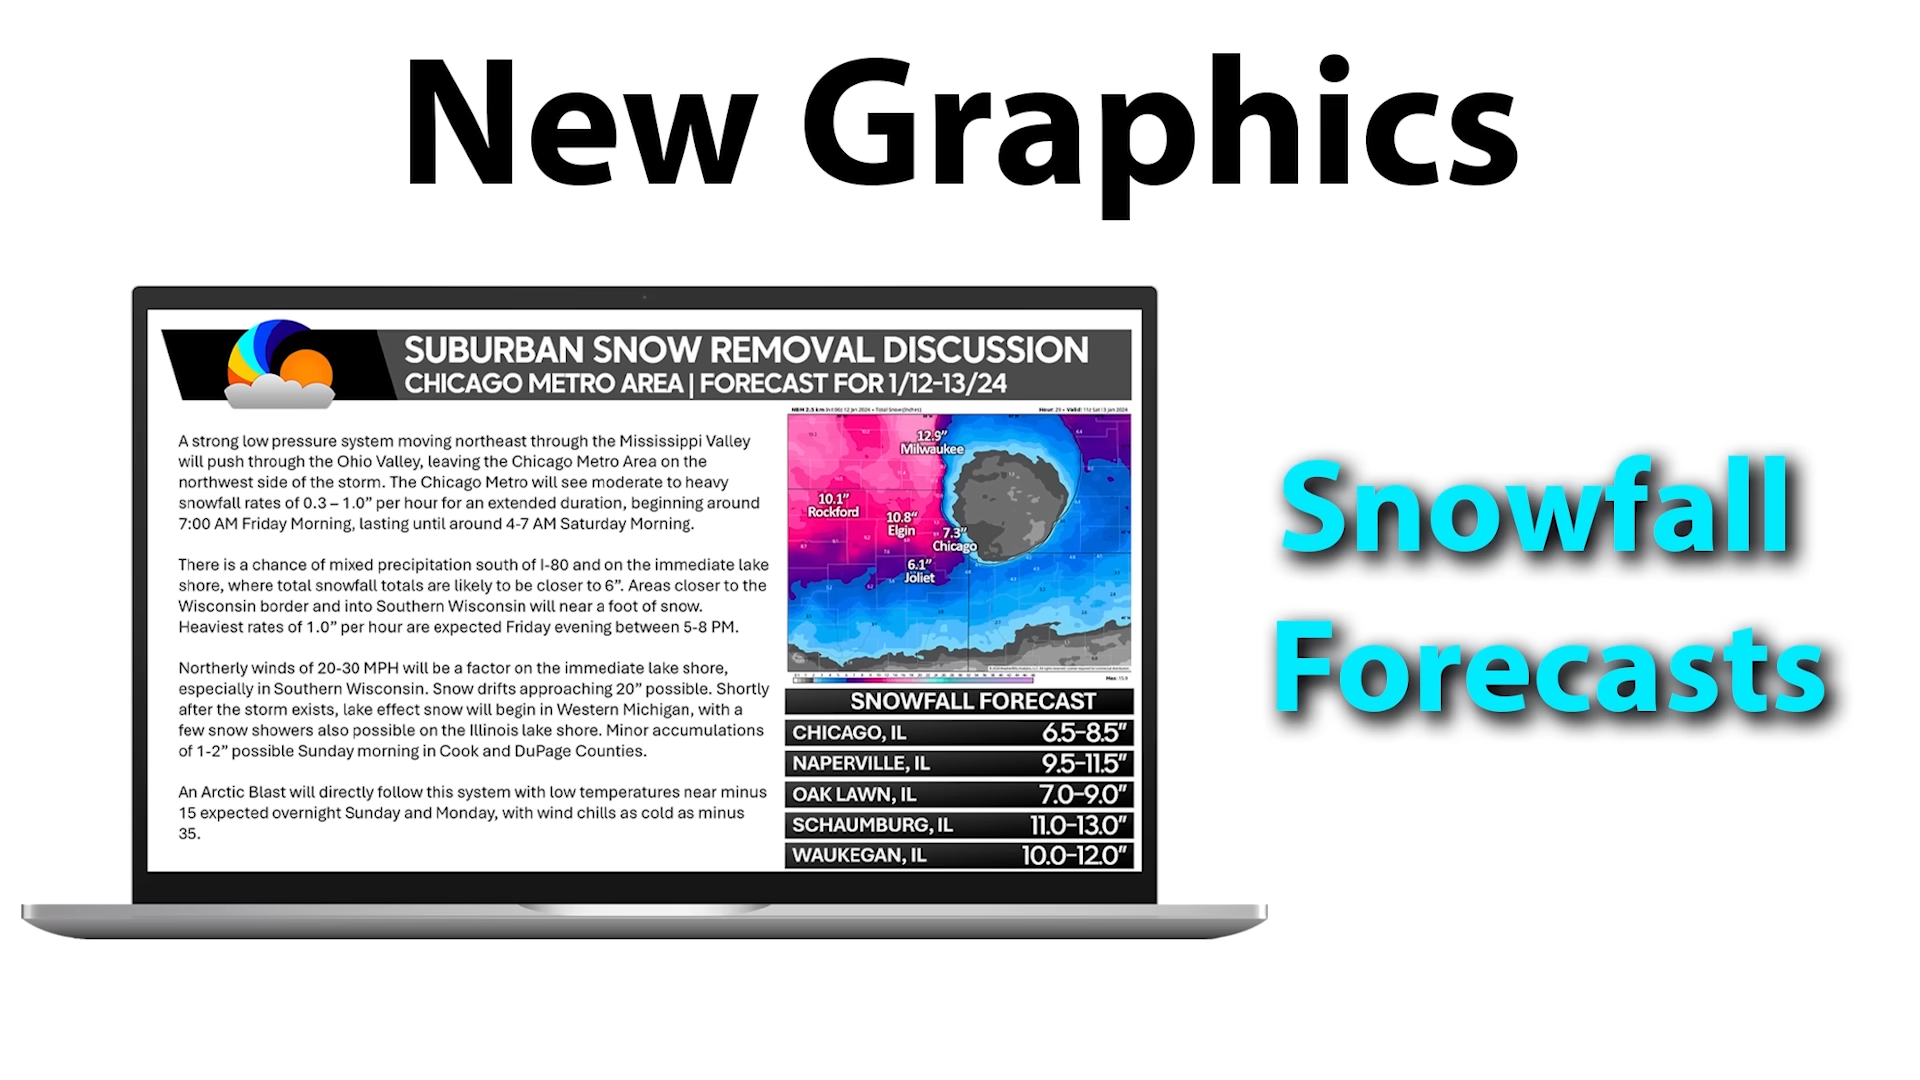 New Graphics
SUBURBAN SNOW REMOVAL DISCUSSION
CHICAGO METRO AREA | FORECAST FOR 1/12-13/24
A strong low pressure system moving northeast through the Mississippi Valley
will push through the Ohio Valley, leaving the Chicago Metro Area on the
northwest side of the storm. The Chicago Metro will see moderate to heavy
snowfall rates of 0.3 – 1.0” per hour for an extended duration, beginning around
7:00 AM Friday Morning, lasting until around 4-7 AM Saturday Morning.
There is a chance of mixed precipitation south of I-80 and on the immediate lake
shore, where total snowfall totals are likely to be closer to 6”. Areas closer to the
Wisconsin border and into Southern Wisconsin will near a foot of snow.
Heaviest rates of 1.0” per hour are expected Friday evening between 5-8 PM.
Northerly winds of 20-30 MPH will be a factor on the immediate lake shore,
especially in Southern Wisconsin. Snow drifts approaching 20” possible. Shortly
after the storm exists, lake effect snow will begin in Western Michigan, with a
few snow showers also possible on the Illinois lake shore. Minor accumulations
of 1-2” possible Sunday morning in Cook and DuPage Counties.
An Arctic Blast will directly follow this system with low temperatures near minus
15 expected overnight Sunday and Monday, with wind chills as cold as minus
35.
12.9”
Milwaukee
10.1”
Rockford
10.8“
Elgin
7.3”
Chicago
6.1”
Joliet
SNOWFALL FORECAST
CHICAGO, IL 6.5-8.5”
NAPERVILLE, IL 9.5-11.5”
OAK LAWN, IL 7.0-9.0”
SCHAUMBURG, IL 11.0-13.0”
WAUKEGAN, IL 10.0-12.0”
Snowfall
Forecasts